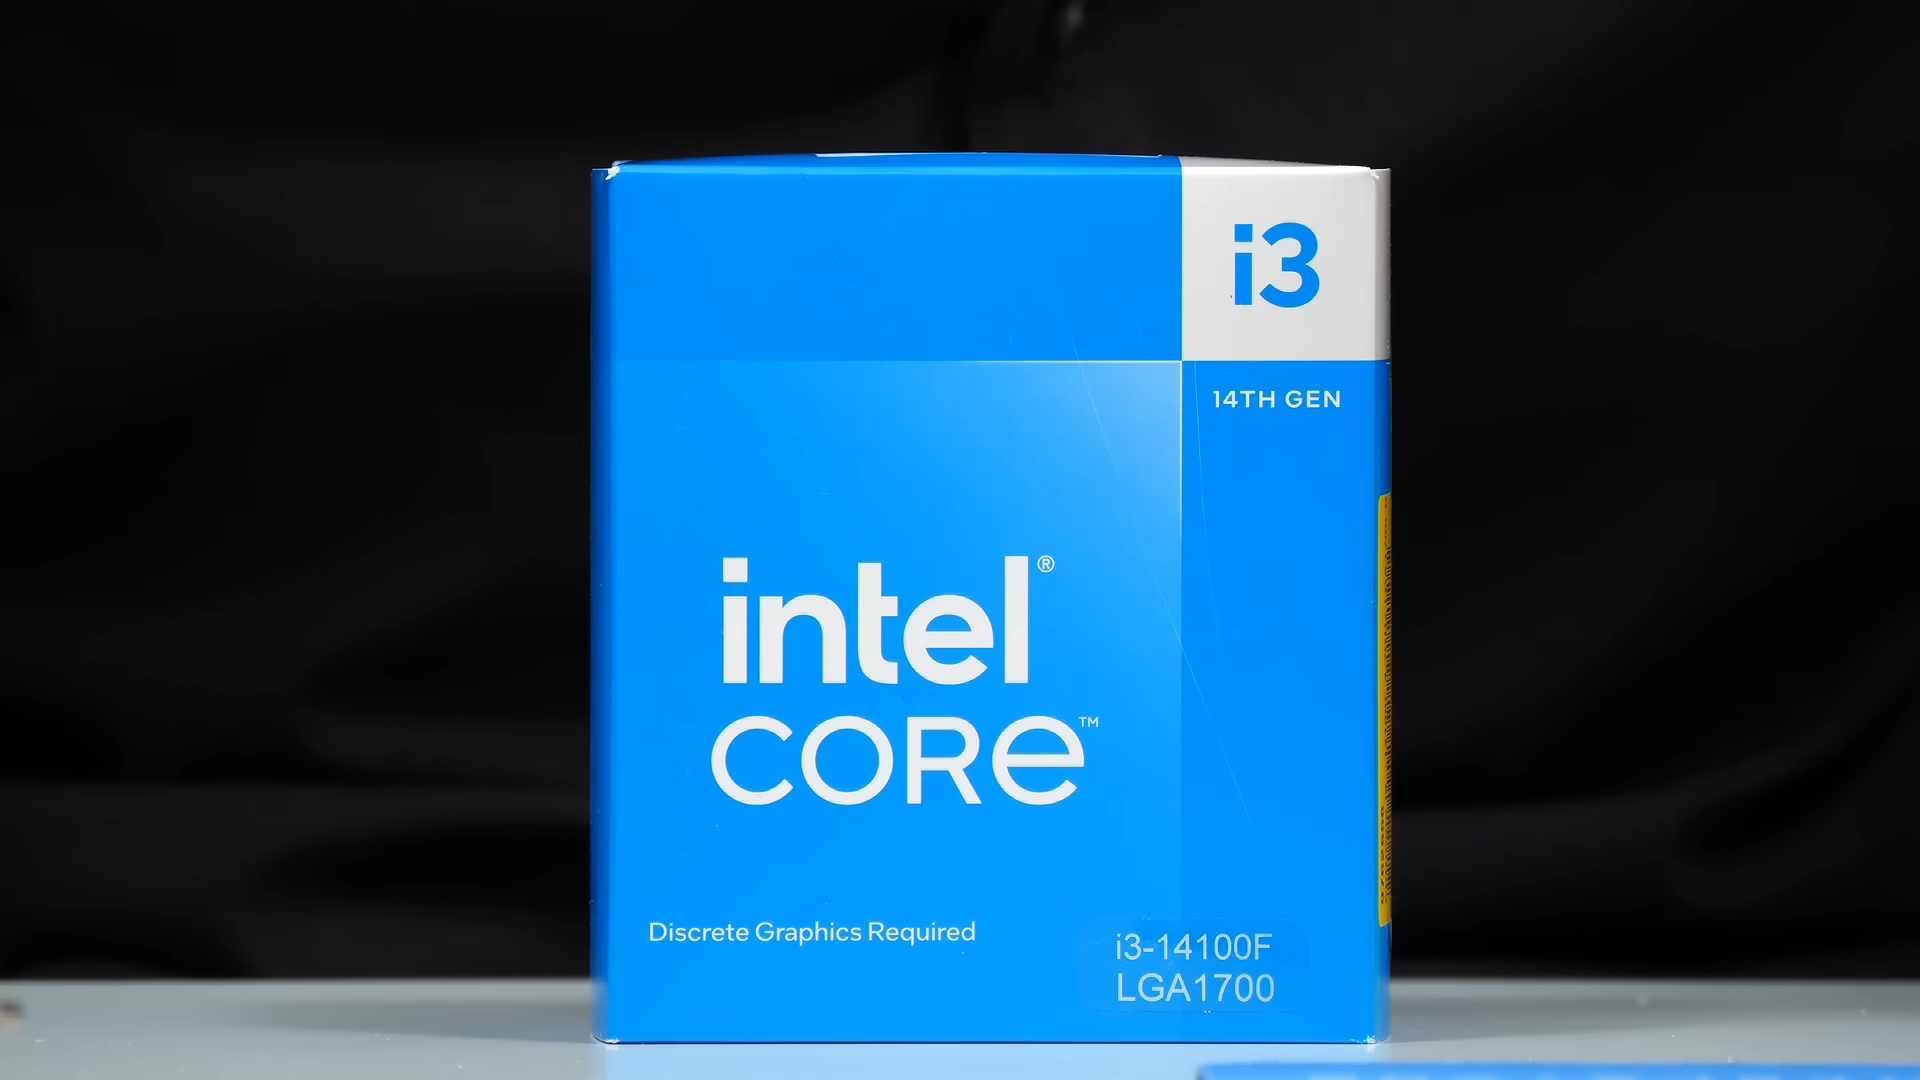 i3
14TH GEN
intel®
CORE™
Discrete Graphics Required
i3-14100F
LGA1700